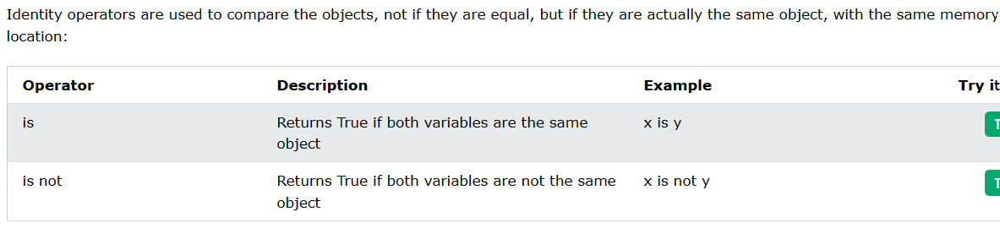 Identity operators are used to compare the objects, not if they are equal, but if they are actually the same object, with the same memory
location:
Operator Description Example Try it
is Returns True if both variables are the same x is y T
object
is not Returns True if both variables are not the same x is not y T
object